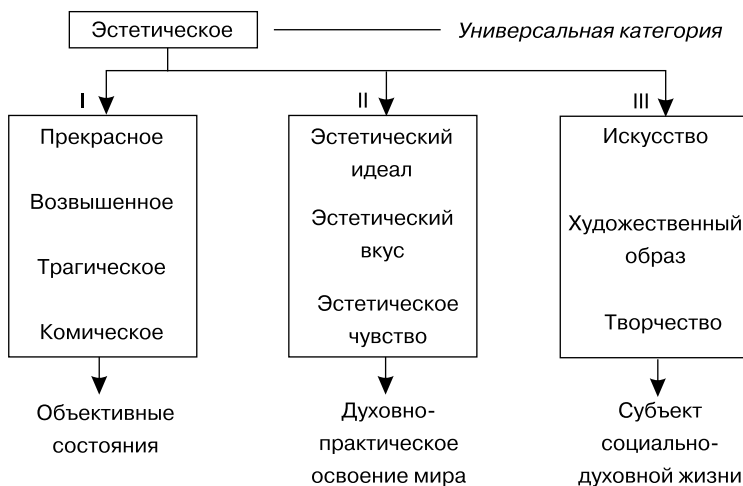 Эстетическое
Универсальная категория
I
Прекрасное
Возвышенное
Трагическое
Комическое
Объективные
состояния
II
Эстетический
идеал
Эстетический
вкус
Эстетическое
чувство
Духовно-
практическое
освоение мира
III
Искусство
Художественный
образ
Творчество
Субъект
социально-
духовной жизни